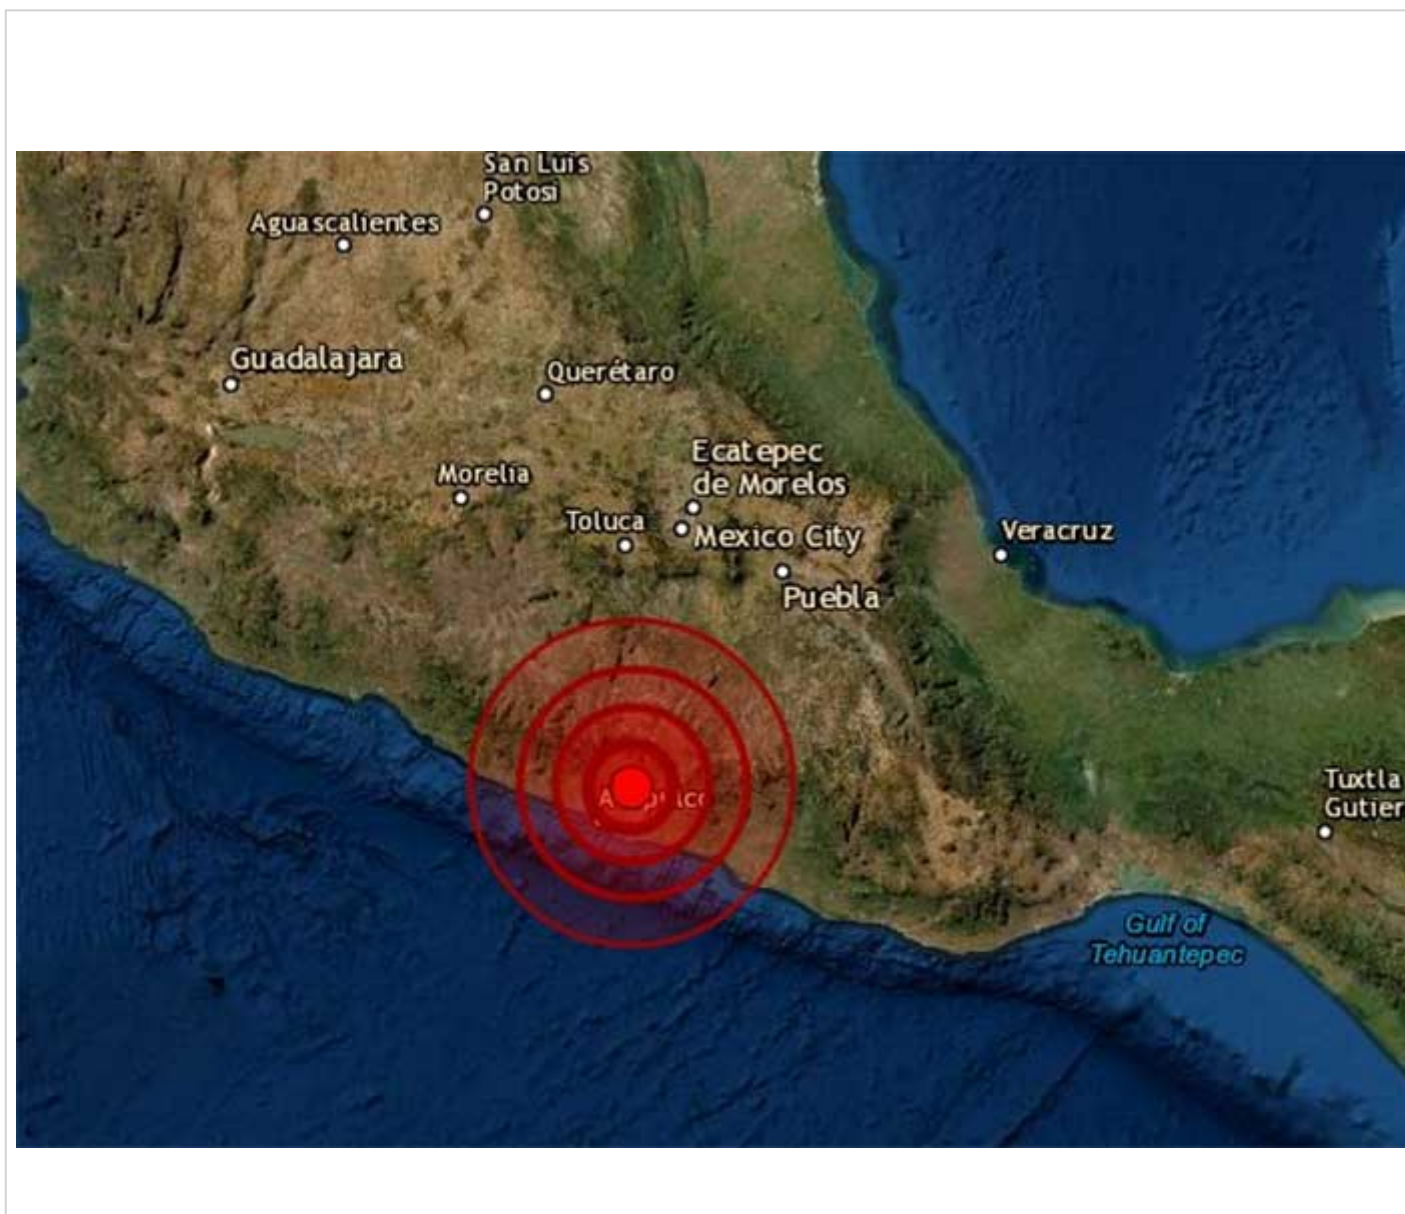 San Luis
Potosi
Aguascalientes
Guadalajara
Querétaro
Ecatepec
de Morelos
Morelia
Toluca
Mexico City
Veracruz
Puebla
Tuxtla
Gutier
Gulf of
Tehuantepec